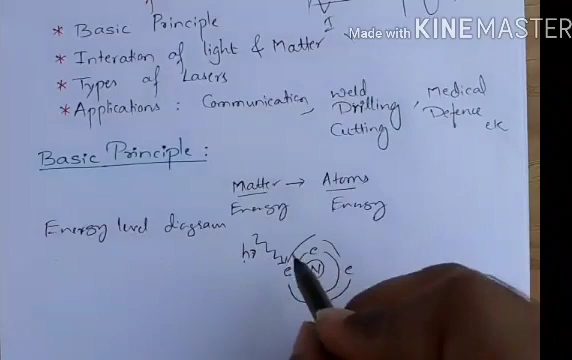 * Basic Principle
I
Made with KINEMASTER
* Interation of light & Matter
* Types of Lasers
* Applications : Communication, Weld Drilling Cutting, Medical Defence etc
Basic Principle :
Matter → Atoms
Energy Energy
Energy level diagram
hν
e
e N e